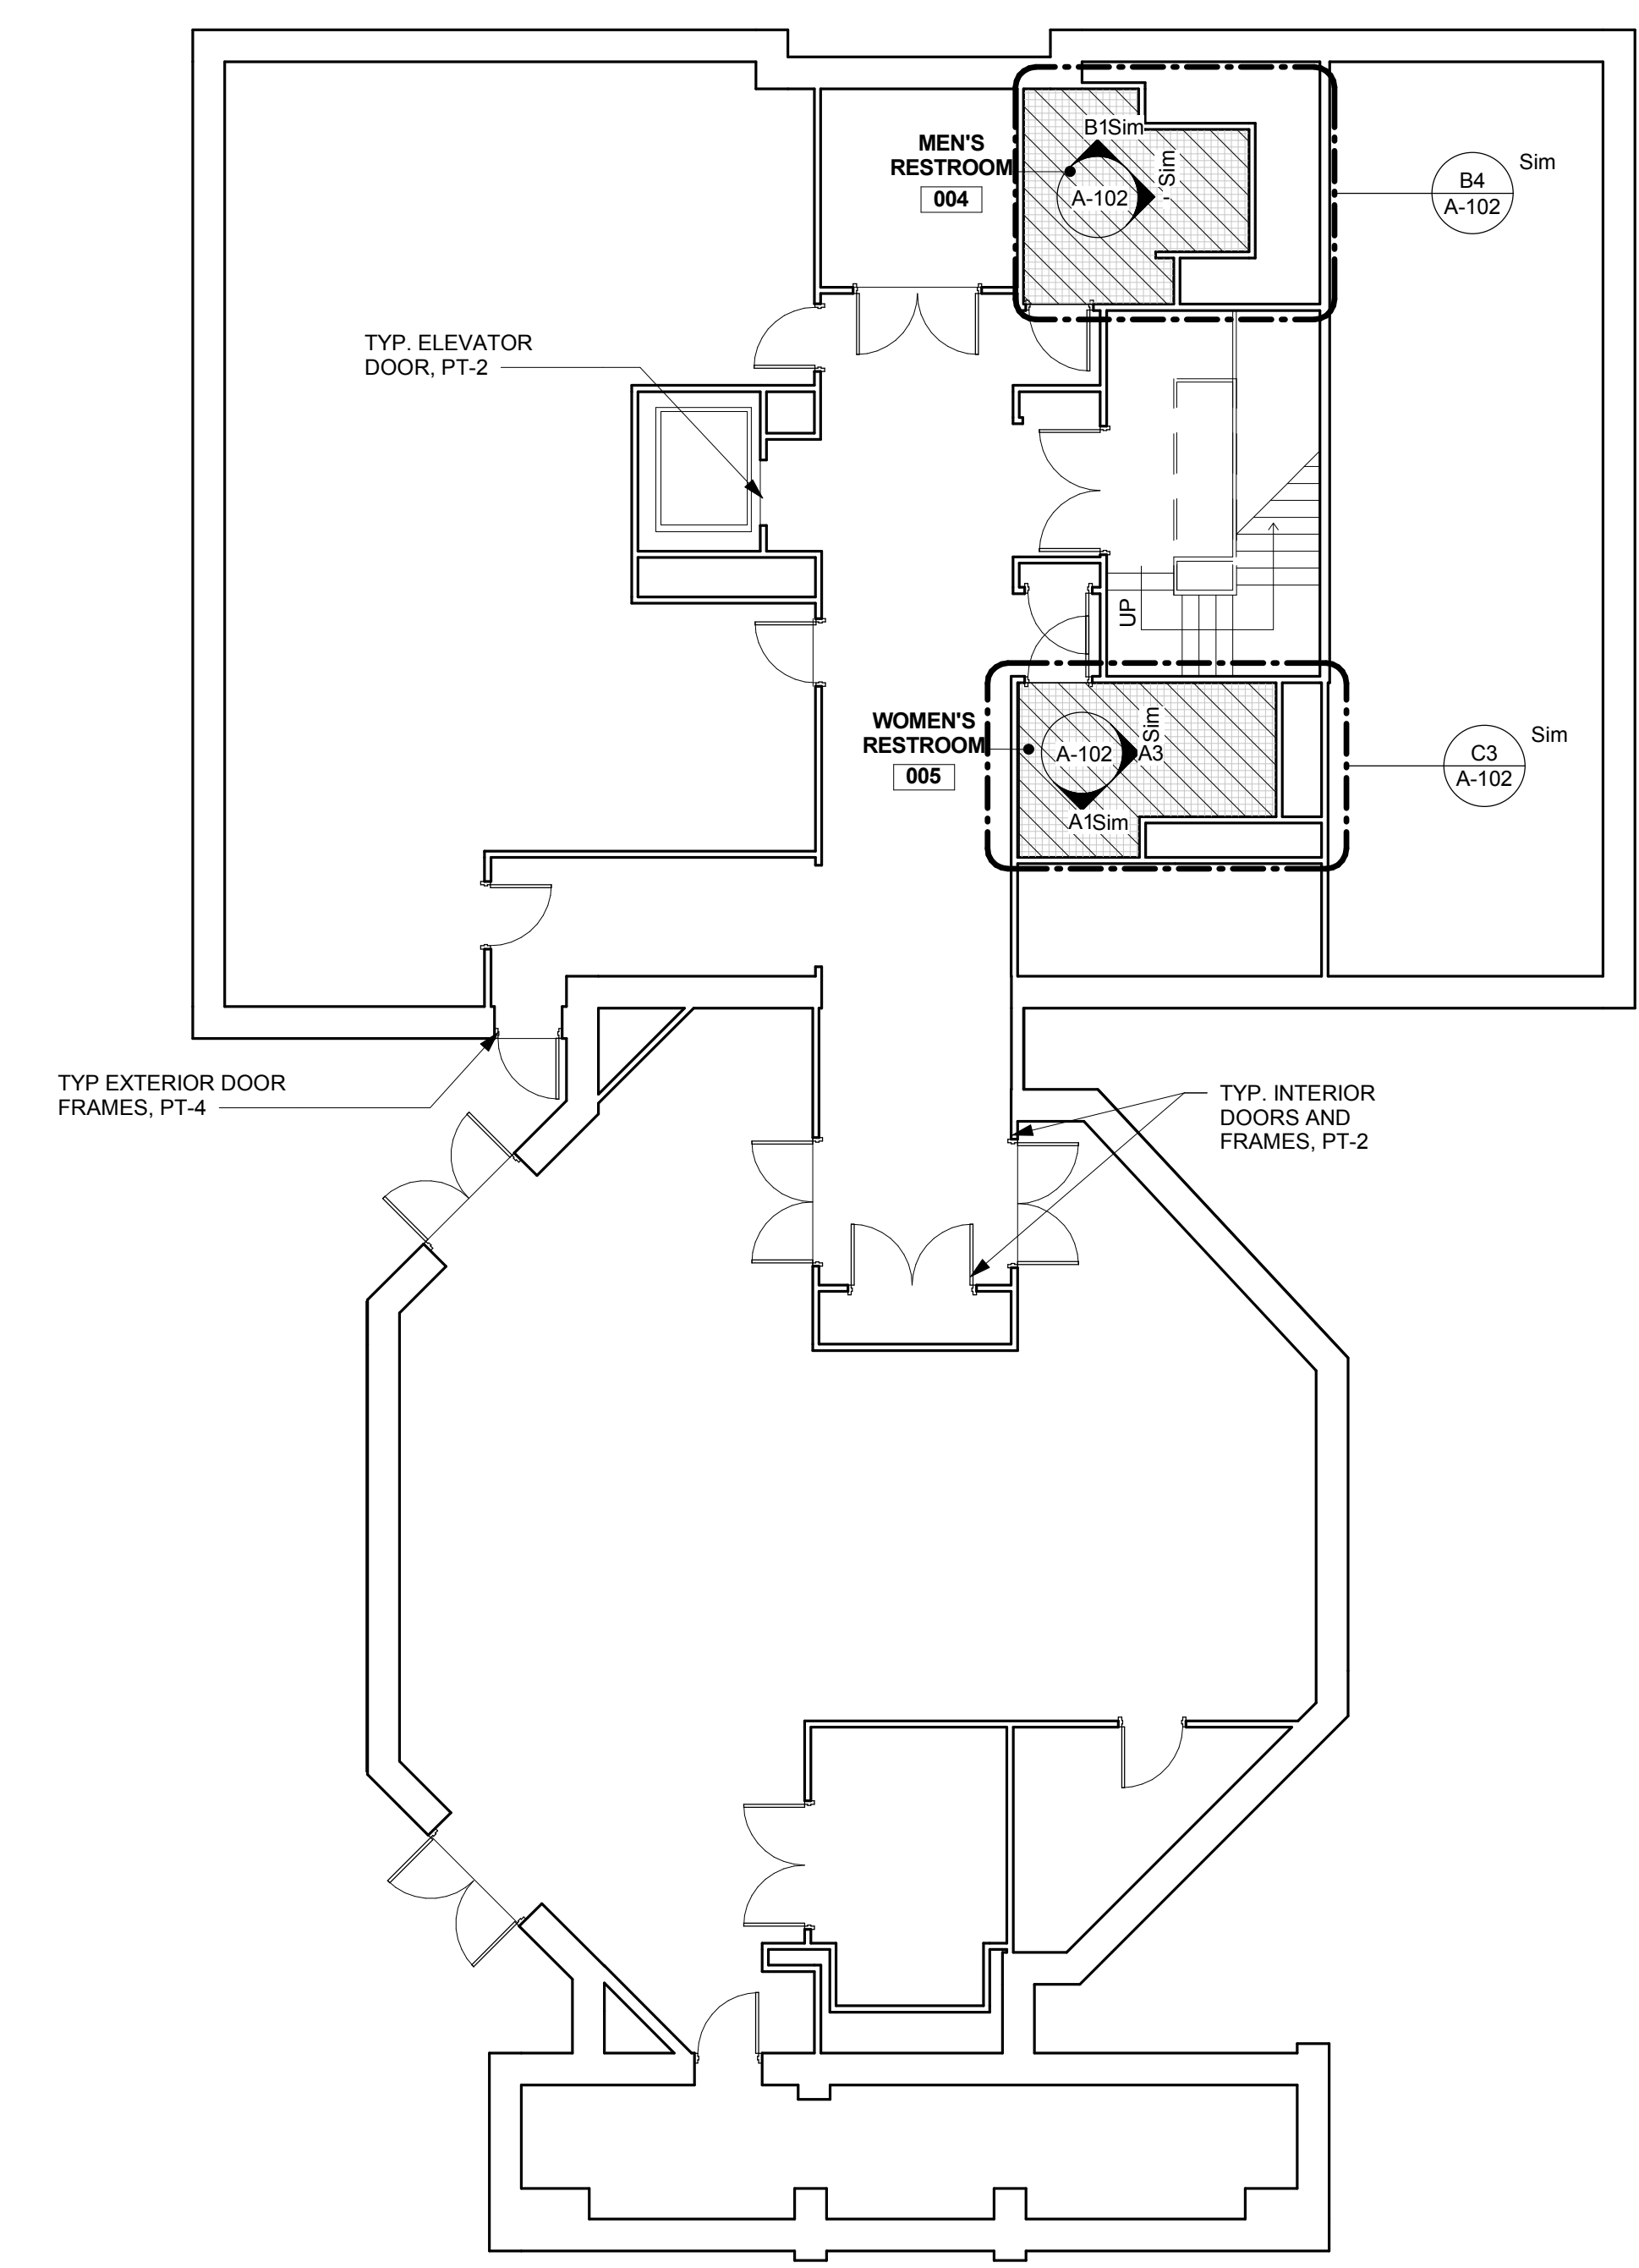 MEN'S
RESTROOM
004
B1Sim
- Sim
A-102
B4
A-102
Sim
TYP. ELEVATOR
DOOR, PT-2
UP
WOMEN'S
RESTROOM
005
A-102
Sim
A3
A1Sim
C3
A-102
Sim
TYP EXTERIOR DOOR
FRAMES, PT-4
TYP. INTERIOR
DOORS AND
FRAMES, PT-2